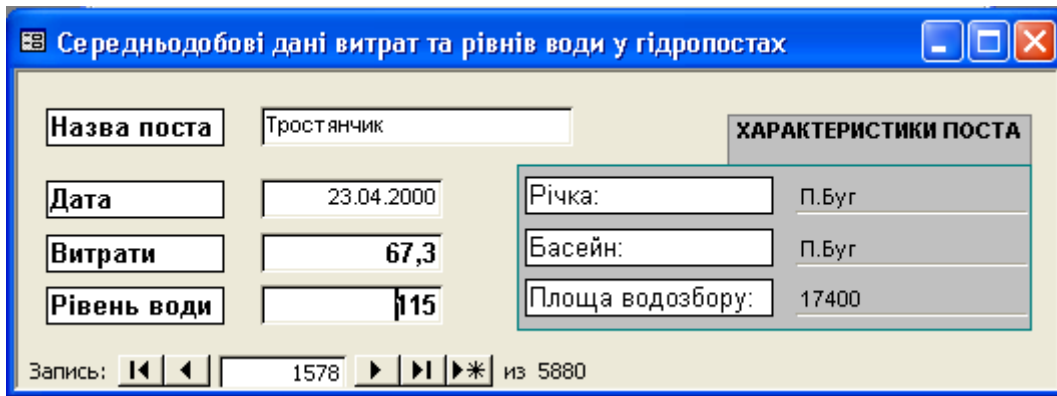 Середньодобові дані витрат та рівнів води у гідропостах
Назва поста Тростянчик
ХАРАКТЕРИСТИКИ ПОСТА
Дата 23.04.2000 Річка: П.Буг
Витрати 67,3 Басейн: П.Буг
Рівень води 115 Площа водозбору: 17400
Запись: 1578 из 5880